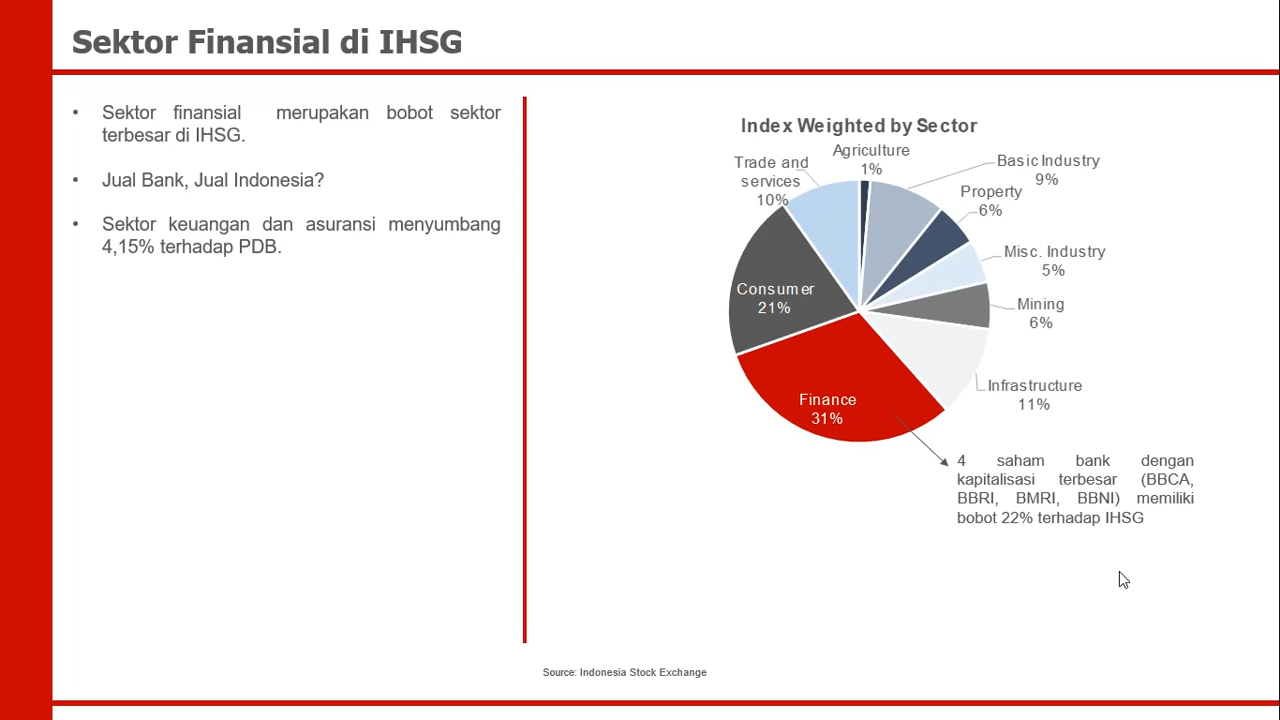 Sektor Finansial di IHSG
• Sektor finansial merupakan bobot sektor
terbesar di IHSG.
• Jual Bank, Jual Indonesia?
• Sektor keuangan dan asuransi menyumbang
4,15% terhadap PDB.
Index Weighted by Sector
Agriculture
1%
Basic Industry
9%
Property
6%
Misc. Industry
5%
Mining
6%
Infrastructure
11%
Finance
31%
Consumer
21%
Trade and
services
10%
4 saham bank dengan
kapitalisasi terbesar (BBCA,
BBRI, BMRI, BBNI) memiliki
bobot 22% terhadap IHSG
Source: Indonesia Stock Exchange